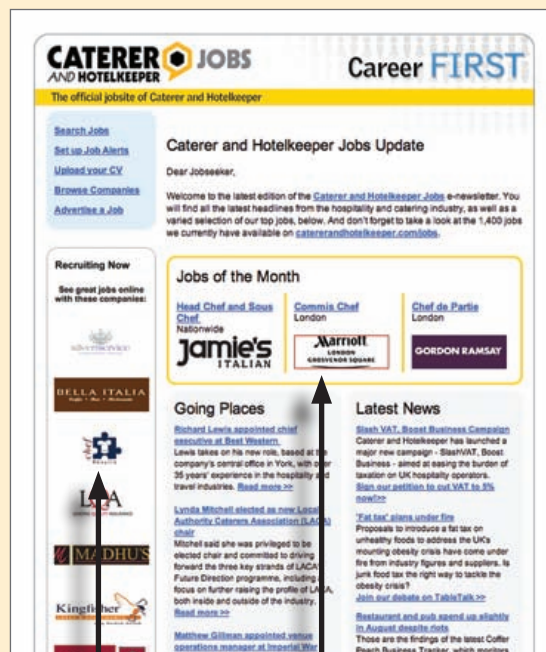 CATERER JOBS
AND HOTELKEEPER
Career FIRST
The official jobsite of Caterer and Hotelkeeper
Search Jobs
Set up Job Alerts
Upload your CV
Browse Companies
Advertise a Job
Caterer and Hotelkeeper Jobs Update
Dear Jobseeker,
Welcome to the latest edition of the Caterer and Hotelkeeper Jobs e-newsletter. You
will find all the latest headlines from the hospitality and catering industry, as well as a
varied selection of our top jobs, below. And don't forget to take a look at the 1,400 jobs
we currently have available on catererandhotelkeeper.com/jobs.
Recruiting Now
See great jobs online
with these companies:
silverservice
BELLA ITALIA
chef
LCA
MADHU'S
Kingfisher
Jobs of the Month
Head Chef and Sous
Chef
Nationwide
Jamie's
ITALIAN
Commis Chef
London
Marriott
LONDON
GROSVENOR SQUARE
Chef de Partie
London
GORDON RAMSAY
Going Places
Richard Lewis appointed chief
executive at Best Western
Lewis takes on his new role, based at the
company's central office in York, with over
35 years' experience in the hospitality and
travel industries. Read more >>
Lynda Mitchell elected as new Local
Authority Caterers Association (LACA)
chair
Mitchell said she was privileged to be
elected chair and committed to driving
forward the three key strands of LACA'
Future Direction programme, including
focus on further raising the profile of LACA,
both inside and outside of the industry.
Read more >>
Matthew Gillman appointed venue
operations manager at Imperial War
Latest News
Slash VAT, Boost Business Campaign
Caterer and Hotelkeeper has launched a
major new campaign - SlashVAT, Boost
Business - aimed at easing the burden of
taxation on UK hospitality operators.
Sign our petition to cut VAT to 5%
now!>>
'Fat tax' plans under fire
Proposals to introduce a fat tax on
unhealthy foods to address the UK's
mounting obesity crisis have come under
fire from industry figures and suppliers. Is
junk food tax the right way to tackle the
obesity crisis?
Join our debate on TableTalk >>
Restaurant and pub spend up slightly
in August despite riots
Those are the findings of the latest Coffer
Peach Business Tracker, which monitors